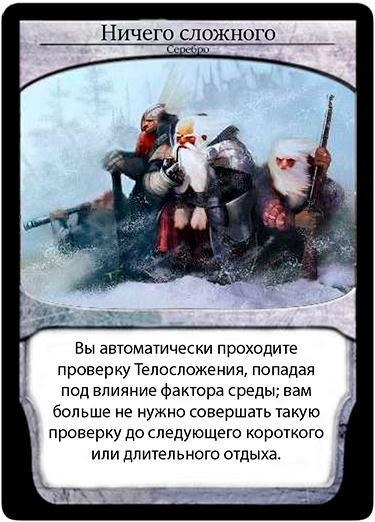 Ничего сложного
Серебро
Вы автоматически проходите
проверку Телосложения, попадая
под влияние фактора среды; вам
больше не нужно совершать такую
проверку до следующего короткого
или длительного отдыха.